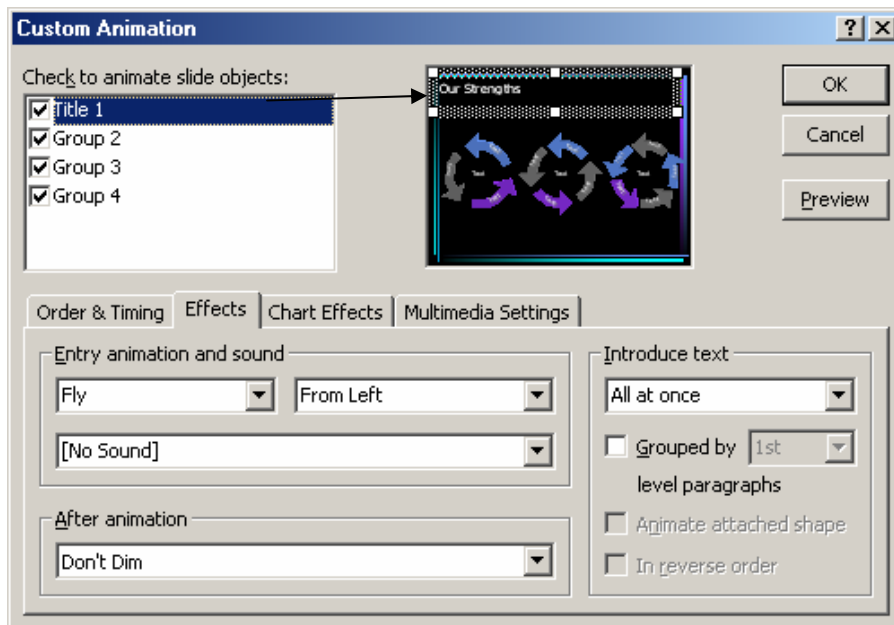 Custom Animation
Check to animate slide objects:
Title 1
Group 2
Group 3
Group 4
Our Strengths
OK
Cancel
Preview
Order & Timing
Effects
Chart Effects
Multimedia Settings
Entry animation and sound
Fly
From Left
[No Sound]
After animation
Don't Dim
Introduce text
All at once
Grouped by 1st
level paragraphs
Animate attached shape
In reverse order